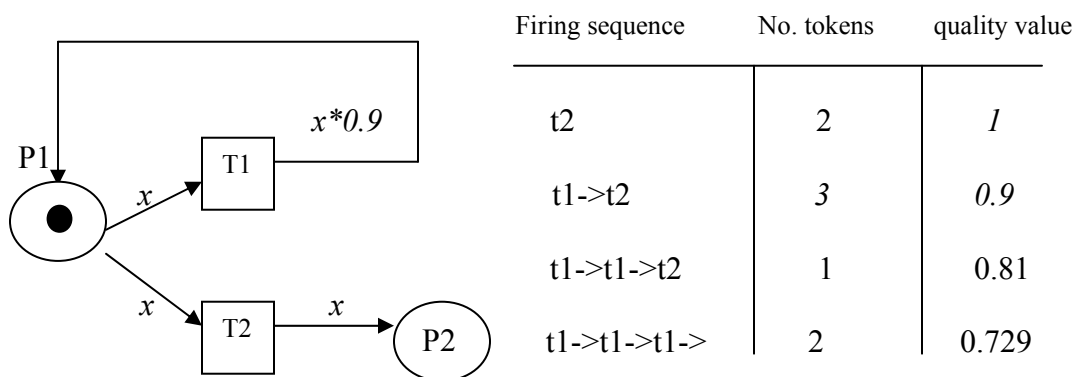 Firing sequence No. tokens quality value
x*0.9
t2 2 1
P1
T1
x
t1->t2 3 0.9
t1->t1->t2 1 0.81
x
T2
x
P2
t1->t1->t1-> 2 0.729